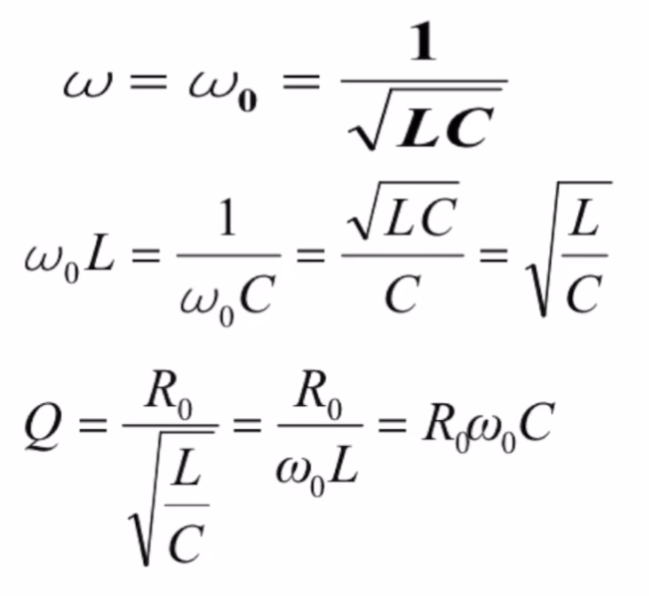 ω = ω₀ = 1/√(LC)
ω₀L = 1/(ω₀C) = √(LC)/C = √(L/C)
Q = R₀/√(L/C) = R₀/(ω₀L) = R₀ω₀C